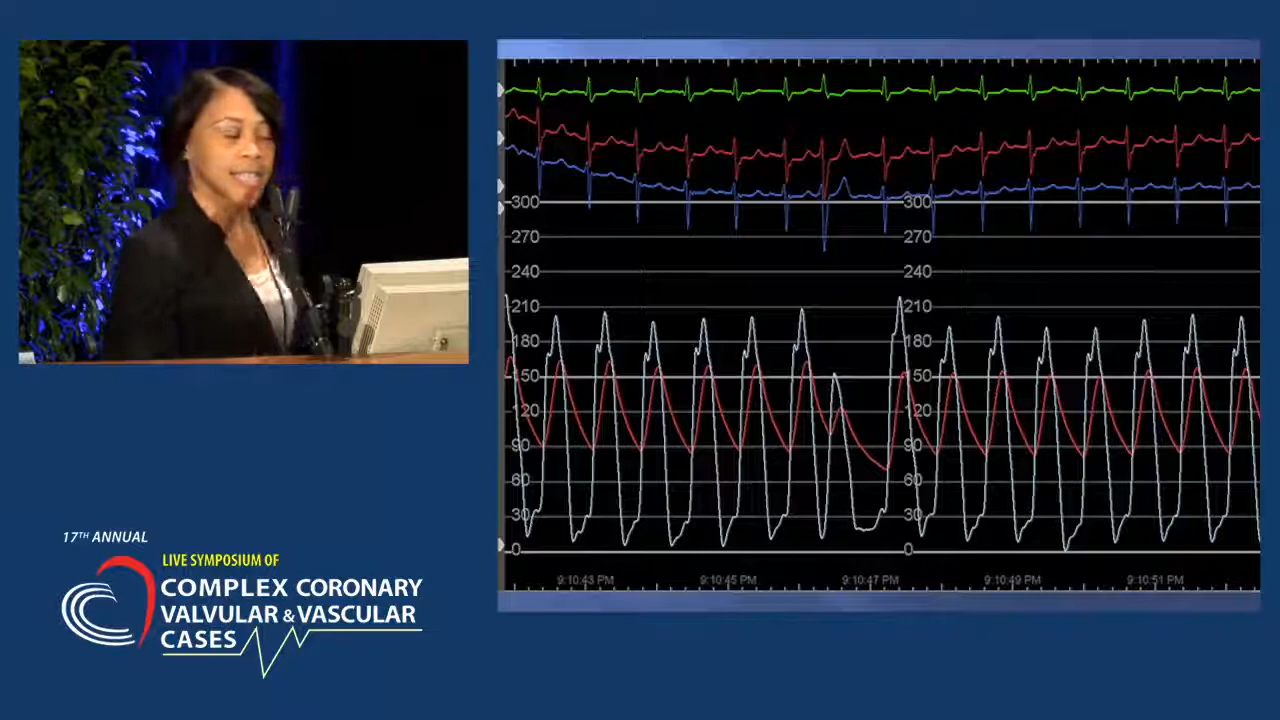 300
300
270
270
240
240
210
210
180
180
150
150
120
120
90
90
60
60
30
30
0
0
9:10:43 PM
9:10:45 PM
9:10:47 PM
9:10:49 PM
9:10:51 PM
17TH ANNUAL
LIVE SYMPOSIUM OF
COMPLEX CORONARY
VALVULAR & VASCULAR
CASES